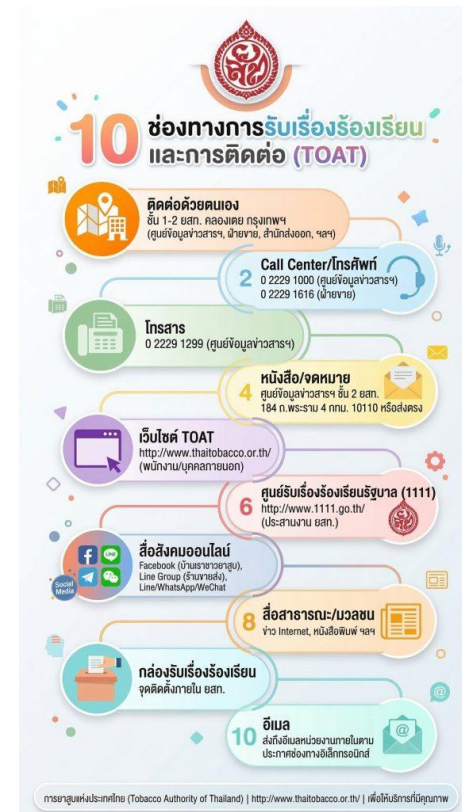 10 ช่องทางการรับเรื่องร้องเรียน
และการติดต่อ (TOAT)
ติดต่อด้วยตนเอง
ชั้น 1-2 ยสท. คลองเตย กรุงเทพฯ
(ศูนย์ข้อมูลข่าวสารฯ, ฝ่ายขาย, สำนักส่งออก, ฯลฯ)
2 Call Center/โทรศัพท์
0 2229 1000 (ศูนย์ข้อมูลข่าวสารฯ)
0 2229 1616 (ฝ่ายขาย)
โทรสาร
0 2229 1299 (ศูนย์ข้อมูลข่าวสารฯ)
4 หนังสือ/จดหมาย
ศูนย์ข้อมูลข่าวสารฯ ชั้น 2 ยสท.
184 ถ.พระราม 4 กทม. 10110 หรือส่งตรง
เว็บไซต์ TOAT
http://www.thaitobacco.or.th/
(พนักงาน/บุคคลภายนอก)
6 ศูนย์รับเรื่องร้องเรียนรัฐบาล (1111)
http://www.1111.go.th/
(ประสานงาน ยสท.)
Social
Media
LINE
สื่อสังคมออนไลน์
Facebook (บ้านเราชาวยาสูบ),
Line Group (ร้านขายส่ง),
Line/WhatsApp/WeChat
8 สื่อสาธารณะ/มวลชน
ข่าว Internet, หนังสือพิมพ์ ฯลฯ
กล่องรับเรื่องร้องเรียน
จุดติดตั้งภายใน ยสท.
10 อีเมล
ส่งถึงอีเมลหน่วยงานภายในตาม
ประกาศช่องทางอิเล็กทรอนิกส์
การยาสูบแห่งประเทศไทย (Tobacco Authority of Thailand) | http://www.thaitobacco.or.th/ | เพื่อให้บริการที่มีคุณภาพ